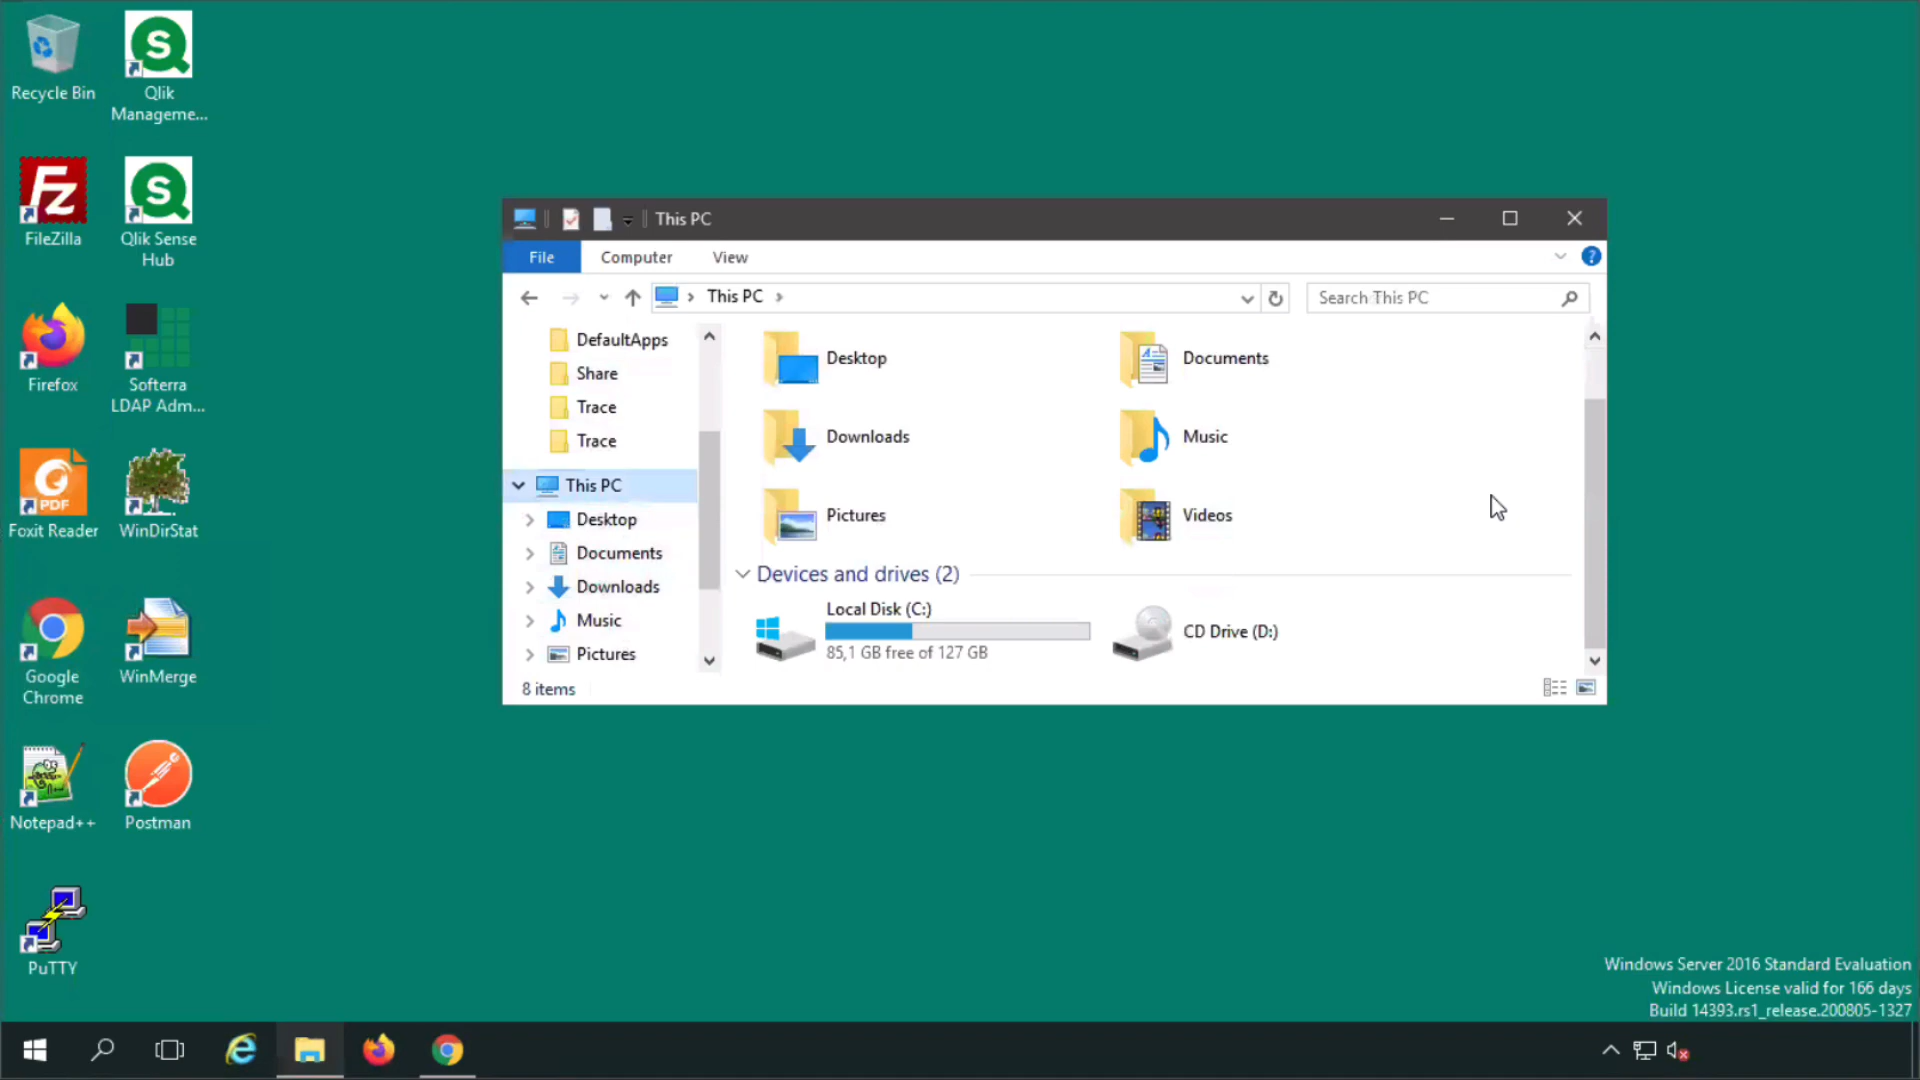 Recycle Bin
Qlik
Manageme...
FileZilla
Qlik Sense
Hub
Firefox
Softerra
LDAP Adm...
PDF
Foxit Reader
WinDirStat
Google
Chrome
WinMerge
Notepad++
Postman
PuTTY
This PC
File
Computer
View
This PC
Search This PC
DefaultApps
Share
Trace
Trace
This PC
Desktop
Documents
Downloads
Music
Pictures
Desktop
Documents
Downloads
Music
Pictures
Videos
Devices and drives (2)
Local Disk (C:)
85,1 GB free of 127 GB
CD Drive (D:)
8 items
Windows Server 2016 Standard Evaluation
Windows License valid for 166 days
Build 14393.rs1_release.200805-1327